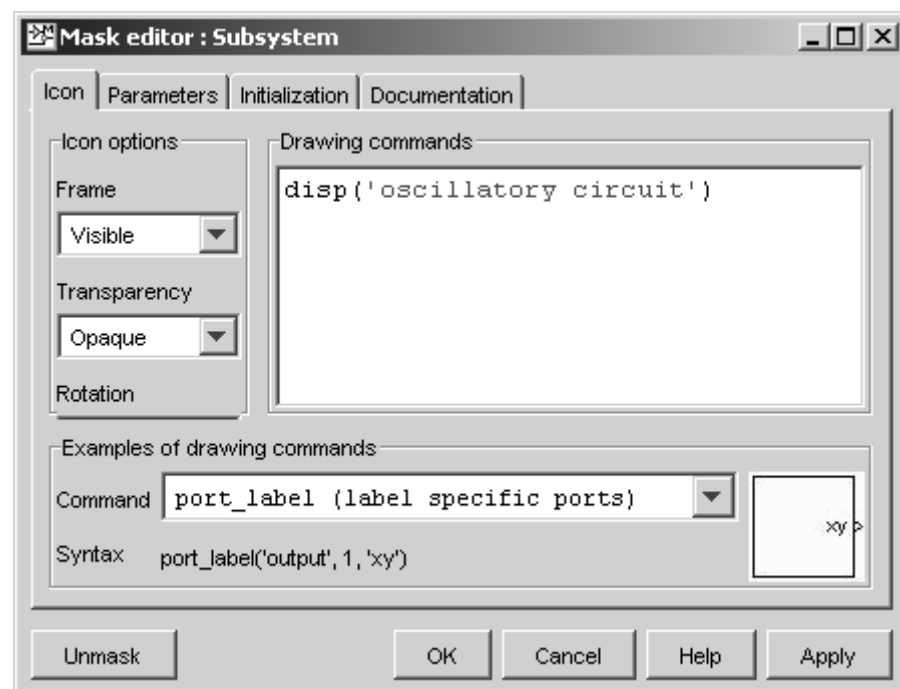 Mask editor : Subsystem
Icon Parameters Initialization Documentation
Icon options
Frame
Visible
Transparency
Opaque
Rotation
Drawing commands
disp('oscillatory circuit')
Examples of drawing commands
Command port_label (label specific ports)
Syntax port_label('output', 1, 'xy')
xy >
Unmask OK Cancel Help Apply